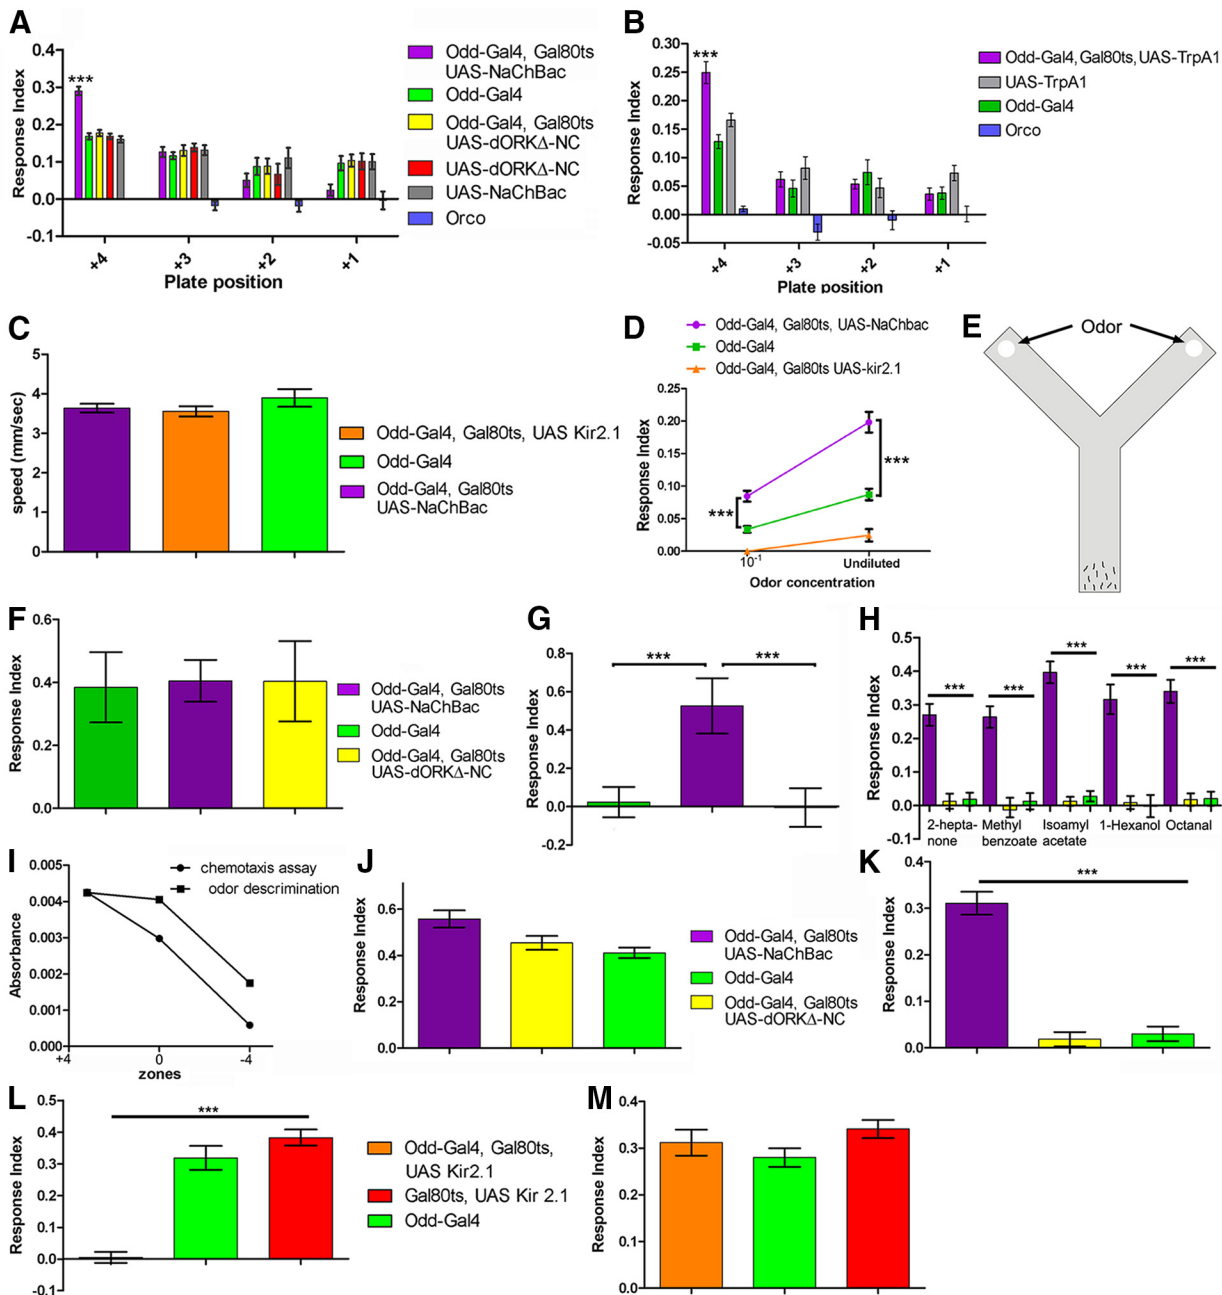 A
Response Index
0.4
0.3
0.2
0.1
0.0
-0.1
***
+4
+3
+2
+1
Plate position
Odd-Gal4, Gal80ts
UAS-NaChBac
Odd-Gal4
Odd-Gal4, Gal80ts
UAS-dORKΔ-NC
UAS-dORKΔ-NC
UAS-NaChBac
Orco
B
Response Index
0.30
0.25
0.20
0.15
0.10
0.05
0.00
-0.05
***
+4
+3
+2
+1
Plate position
Odd-Gal4, Gal80ts, UAS-TrpA1
UAS-TrpA1
Odd-Gal4
Orco
C
speed (mm/sec)
5
4
3
2
1
0
Odd-Gal4, Gal80ts, UAS Kir2.1
Odd-Gal4
Odd-Gal4, Gal80ts
UAS-NaChBac
D
Odd-Gal4, Gal80ts, UAS-NaChbac
Odd-Gal4
Odd-Gal4, Gal80ts UAS-kir2.1
Response Index
0.25
0.20
0.15
0.10
0.05
0.00
***
***
10⁻¹
Undiluted
Odor concentration
E
Odor
F
Response Index
0.6
0.4
0.2
0.0
Odd-Gal4, Gal80ts
UAS-NaChBac
Odd-Gal4
Odd-Gal4, Gal80ts
UAS-dORKΔ-NC
G
Response Index
0.8
0.6
0.4
0.2
0.0
-0.2
***
***
H
Response Index
0.5
0.4
0.3
0.2
0.1
0.0
-0.1
***
***
***
***
***
2-hepta-
none
Methyl
benzoate
Isoamyl
acetate
1-Hexanol
Octanal
I
Absorbance
0.005
0.004
0.003
0.002
0.001
0.000
chemotaxis assay
odor descrimination
+4
0
-4
zones
J
Response Index
0.6
0.4
0.2
0.0
Odd-Gal4, Gal80ts
UAS-NaChBac
Odd-Gal4
Odd-Gal4, Gal80ts
UAS-dORKΔ-NC
K
Response Index
0.4
0.3
0.2
0.1
0.0
***
L
Response Index
0.5
0.4
0.3
0.2
0.1
0.0
-0.1
***
Odd-Gal4, Gal80ts,
UAS Kir2.1
Gal80ts, UAS Kir 2.1
Odd-Gal4
M
Response Index
0.4
0.3
0.2
0.1
0.0